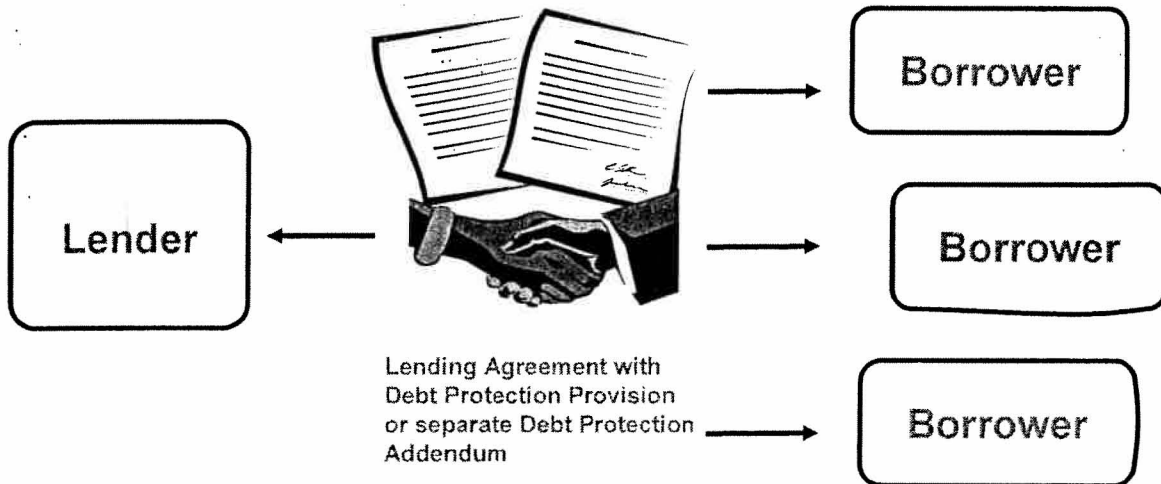 Borrower
Lender
Borrower
Lending Agreement with
Debt Protection Provision
or separate Debt Protection
Addendum
Borrower